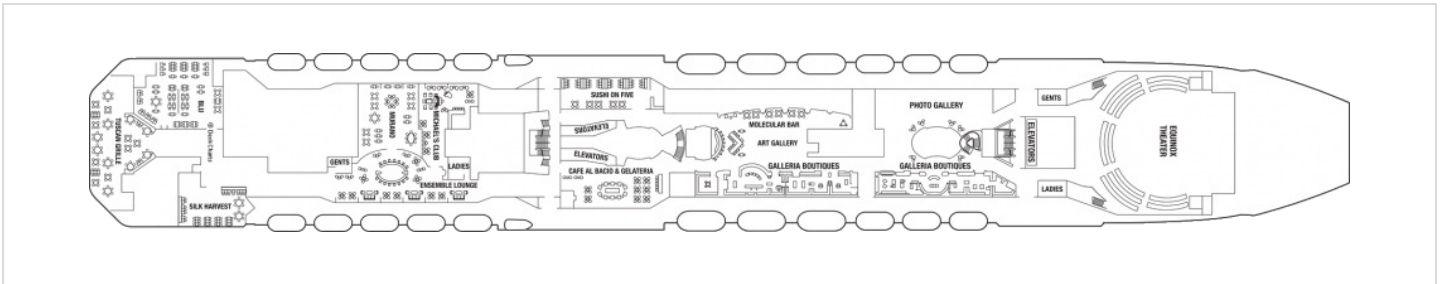 TUSCAN GRILLE
BLU
SILK HARVEST
GENTS
MURANO
MICHAEL'S CLUB
LADIES
ENSEMBLE LOUNGE
SUSHI ON FIVE
ELEVATORS
ELEVATORS
CAFE AL BACIO & GELATERIA
MOLECULAR BAR
ART GALLERY
GALLERIA BOUTIQUES
PHOTO GALLERY
GALLERIA BOUTIQUES
GENTS
ELEVATORS
LADIES
EQUINOX
THEATER